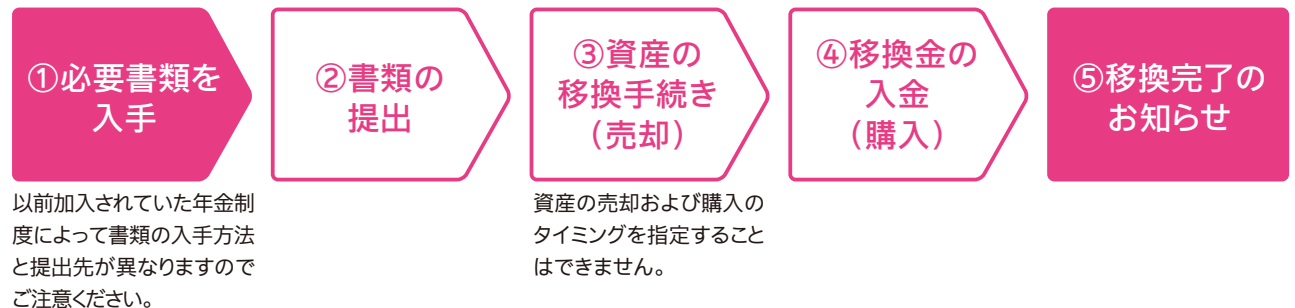 ①必要書類を
入手
②書類の
提出
③資産の
移換手続き
（売却）
④移換金の
入金
（購入）
⑤移換完了の
お知らせ
以前加入されていた年金制
度によって書類の入手方法
と提出先が異なりますので
ご注意ください。
資産の売却および購入の
タイミングを指定すること
はできません。